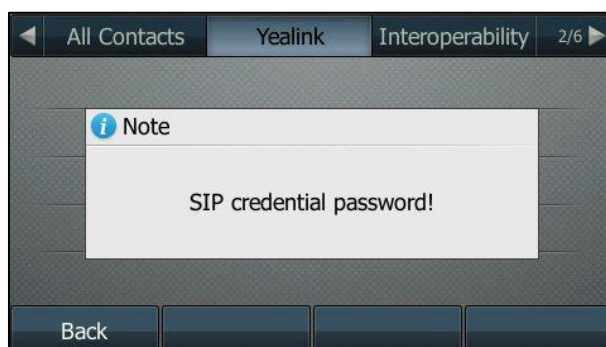 All Contacts Yealink Interoperability 2/6
Note
SIP credential password!
Back